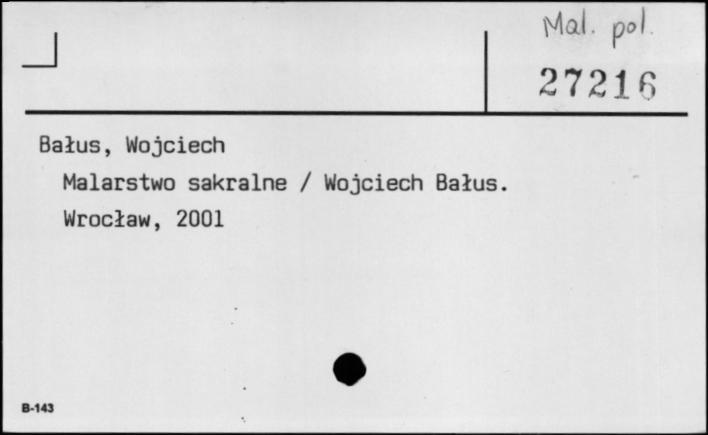 Mal. pol.
27216
Bałus, Wojciech
Malarstwo sakralne / Wojciech Bałus.
Wrocław, 2001
B-143